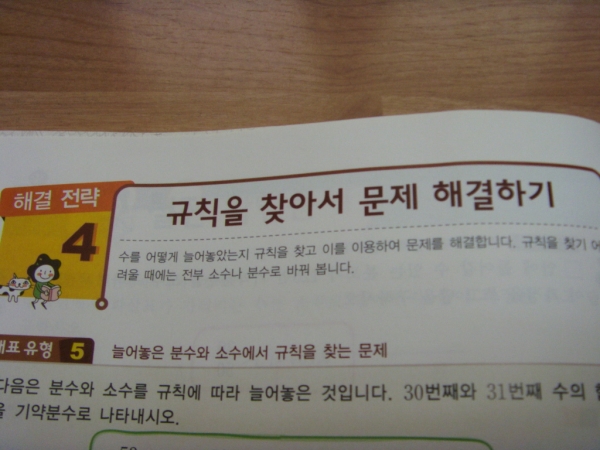 해결 전략
4
규칙을 찾아서 문제 해결하기
수를 어떻게 늘어놓았는지 규칙을 찾고 이를 이용하여 문제를 해결합니다. 규칙을 찾기 어
려울 때에는 전부 소수나 분수로 바꿔 봅니다.
대표 유형 5 늘어놓은 분수와 소수에서 규칙을 찾는 문제
다음은 분수와 소수를 규칙에 따라 늘어놓은 것입니다. 30번째와 31번째 수의
을 기약분수로 나타내시오.